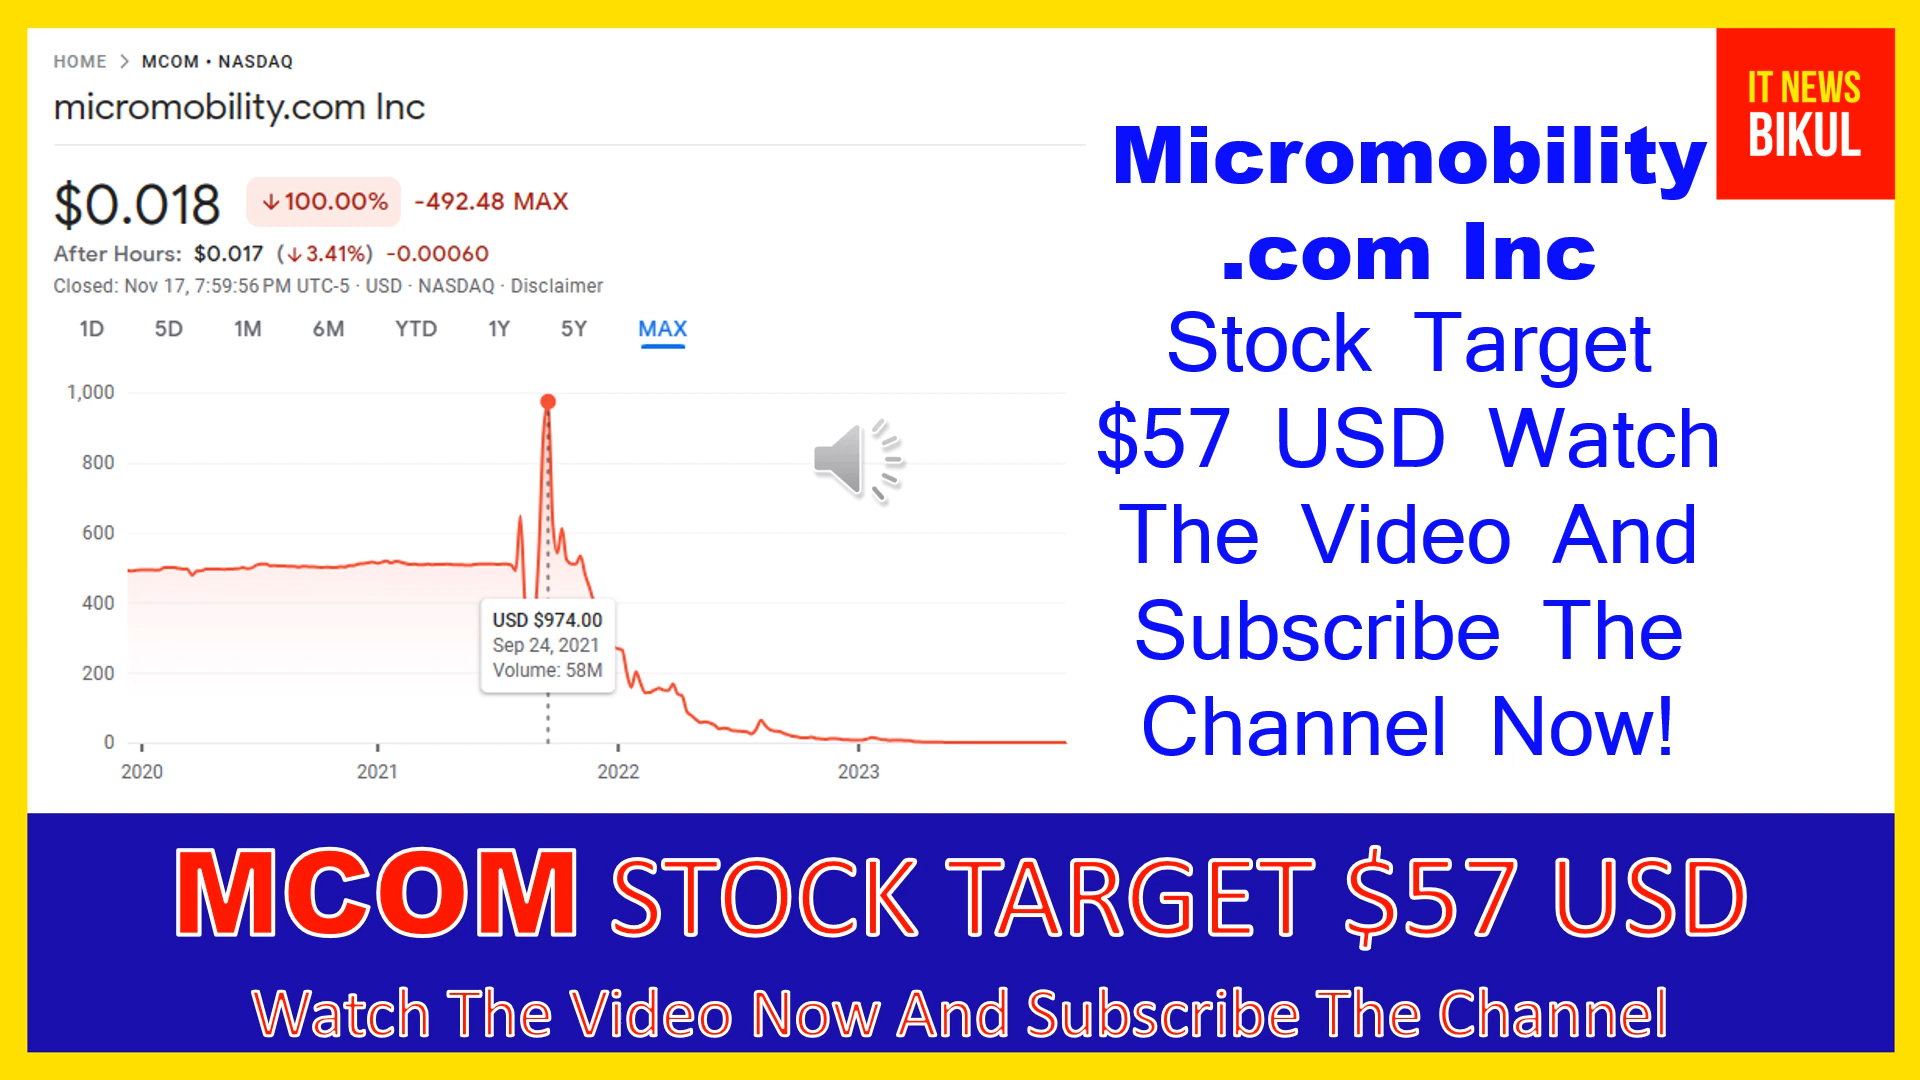 HOME > MCOM • NASDAQ
micromobility.com Inc
$0.018 ↓100.00% -492.48 MAX
After Hours: $0.017 (↓3.41%) -0.00060
Closed: Nov 17, 7:59:56 PM UTC-5 · USD · NASDAQ · Disclaimer
1D 5D 1M 6M YTD 1Y 5Y MAX
1,000
800
600
400
200
0
USD $974.00
Sep 24, 2021
Volume: 58M
2020 2021 2022 2023
Micromobility
.com Inc
Stock Target
$57 USD Watch
The Video And
Subscribe The
Channel Now!
IT NEWS
BIKUL
MCOM STOCK TARGET $57 USD
Watch The Video Now And Subscribe The Channel